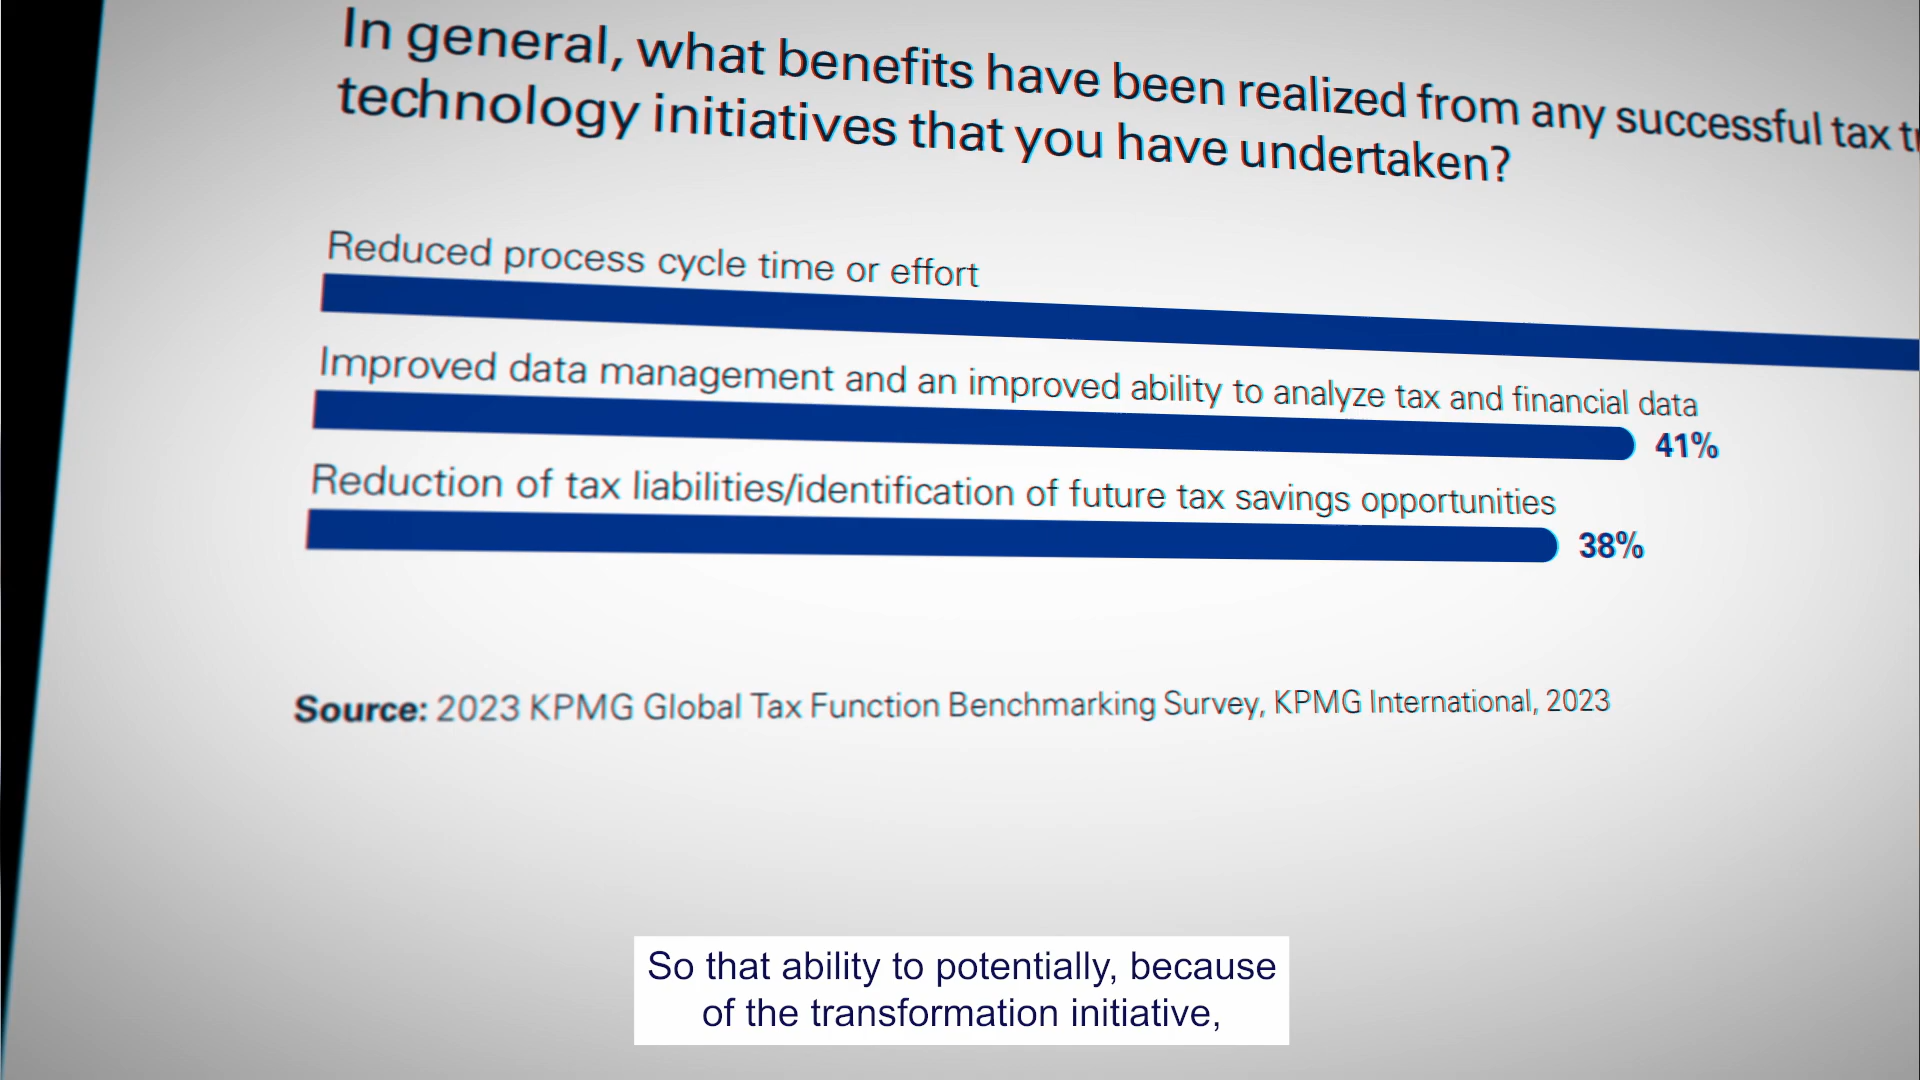 In general, what benefits have been realized from any successful tax
technology initiatives that you have undertaken?
Reduced process cycle time or effort
Improved data management and an improved ability to analyze tax and financial data
41%
Reduction of tax liabilities/identification of future tax savings opportunities
38%
Source: 2023 KPMG Global Tax Function Benchmarking Survey, KPMG International, 2023
So that ability to potentially, because
of the transformation initiative,